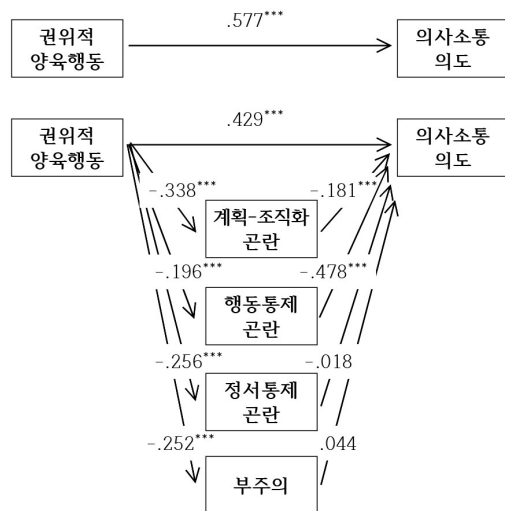 .577***
권위적
양육행동
의사소통
의도
.429***
권위적
양육행동
의사소통
의도
-.338***
-.181***
계획-조직화
곤란
-.196***
-.478***
행동통제
곤란
-.256***
-.018
정서통제
곤란
-.252***
.044
부주의